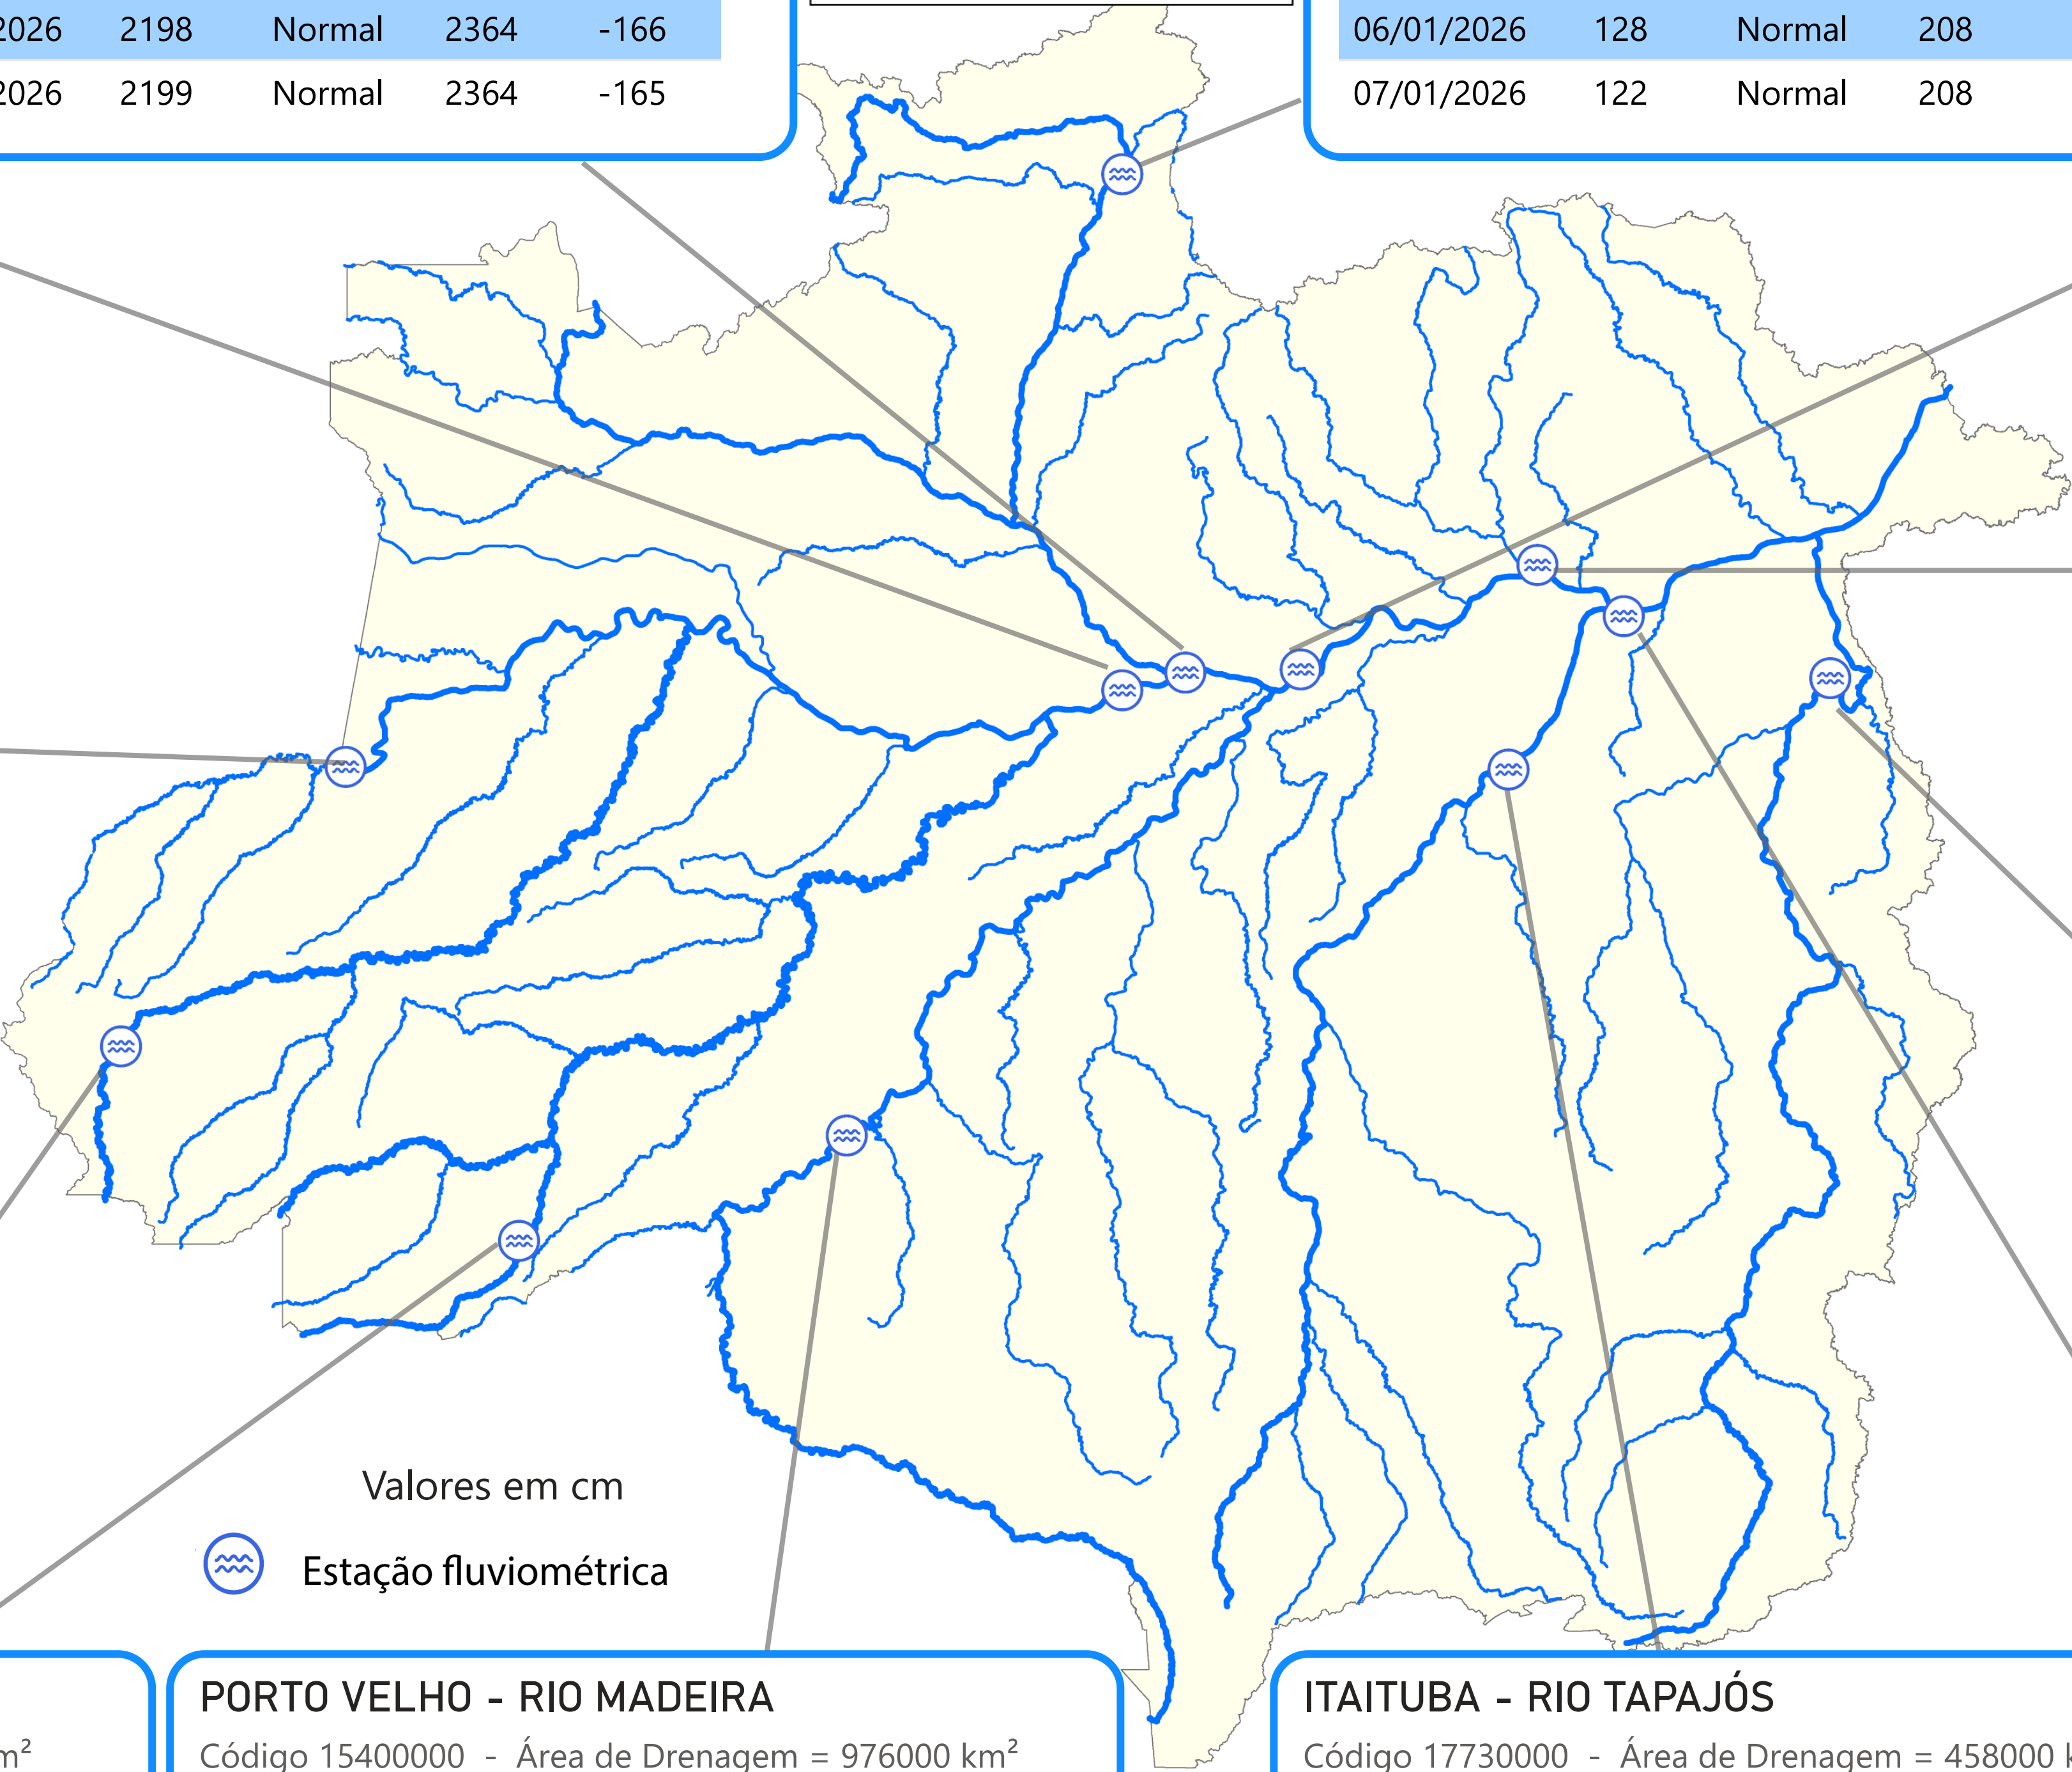 2026 2198 Normal 2364 -166
2026 2199 Normal 2364 -165
06/01/2026 128 Normal 208
07/01/2026 122 Normal 208
Valores em cm
Estação fluviométrica
m²
PORTO VELHO - RIO MADEIRA
Código 15400000 - Área de Drenagem = 976000 km²
ITAITUBA - RIO TAPAJÓS
Código 17730000 - Área de Drenagem = 458000 k